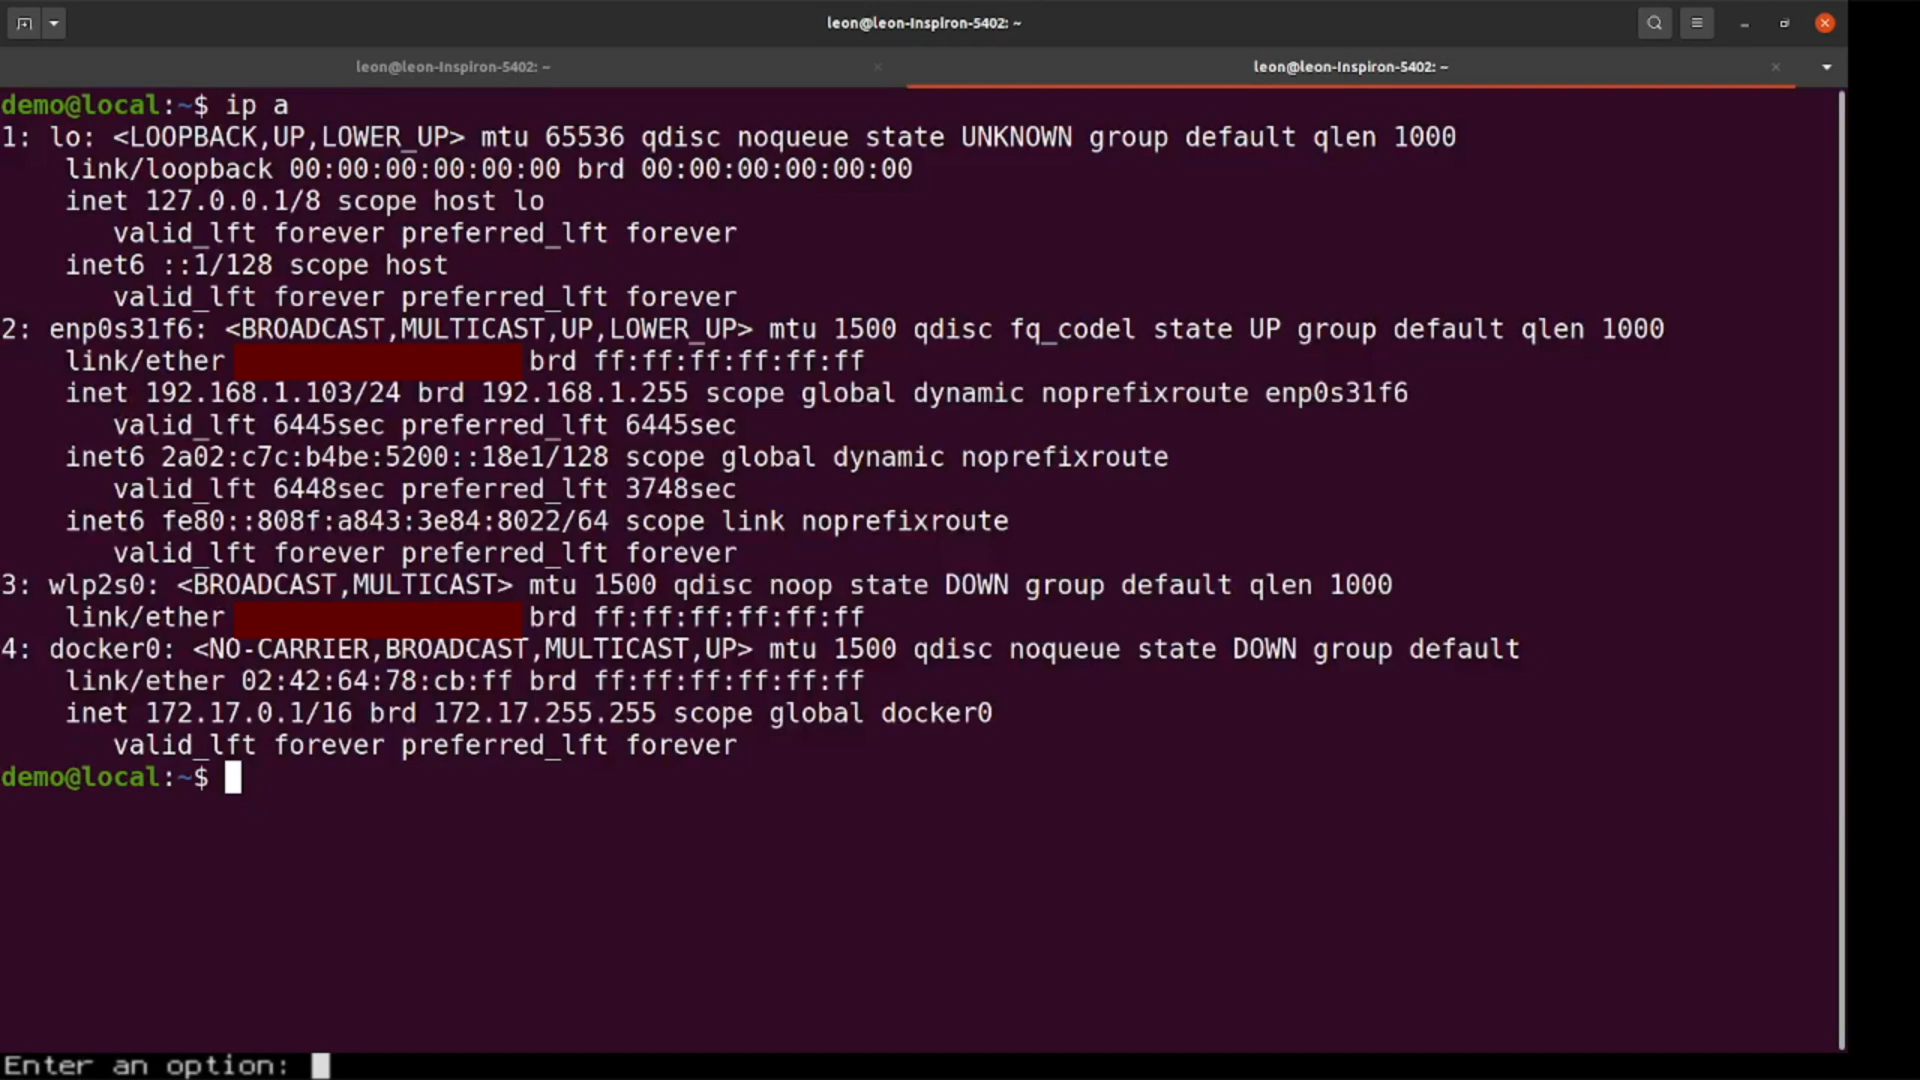 leon@leon-Inspiron-5402: ~
leon@leon-Inspiron-5402: ~
leon@leon-Inspiron-5402: ~
demo@local:~$ ip a
1: lo: <LOOPBACK,UP,LOWER_UP> mtu 65536 qdisc noqueue state UNKNOWN group default qlen 1000
    link/loopback 00:00:00:00:00:00 brd 00:00:00:00:00:00
    inet 127.0.0.1/8 scope host lo
       valid_lft forever preferred_lft forever
    inet6 ::1/128 scope host
       valid_lft forever preferred_lft forever
2: enp0s31f6: <BROADCAST,MULTICAST,UP,LOWER_UP> mtu 1500 qdisc fq_codel state UP group default qlen 1000
    link/ether brd ff:ff:ff:ff:ff:ff
    inet 192.168.1.103/24 brd 192.168.1.255 scope global dynamic noprefixroute enp0s31f6
       valid_lft 6445sec preferred_lft 6445sec
    inet6 2a02:c7c:b4be:5200::18e1/128 scope global dynamic noprefixroute
       valid_lft 6448sec preferred_lft 3748sec
    inet6 fe80::808f:a843:3e84:8022/64 scope link noprefixroute
       valid_lft forever preferred_lft forever
3: wlp2s0: <BROADCAST,MULTICAST> mtu 1500 qdisc noop state DOWN group default qlen 1000
    link/ether brd ff:ff:ff:ff:ff:ff
4: docker0: <NO-CARRIER,BROADCAST,MULTICAST,UP> mtu 1500 qdisc noqueue state DOWN group default
    link/ether 02:42:64:78:cb:ff brd ff:ff:ff:ff:ff:ff
    inet 172.17.0.1/16 brd 172.17.255.255 scope global docker0
       valid_lft forever preferred_lft forever
demo@local:~$
Enter an option: